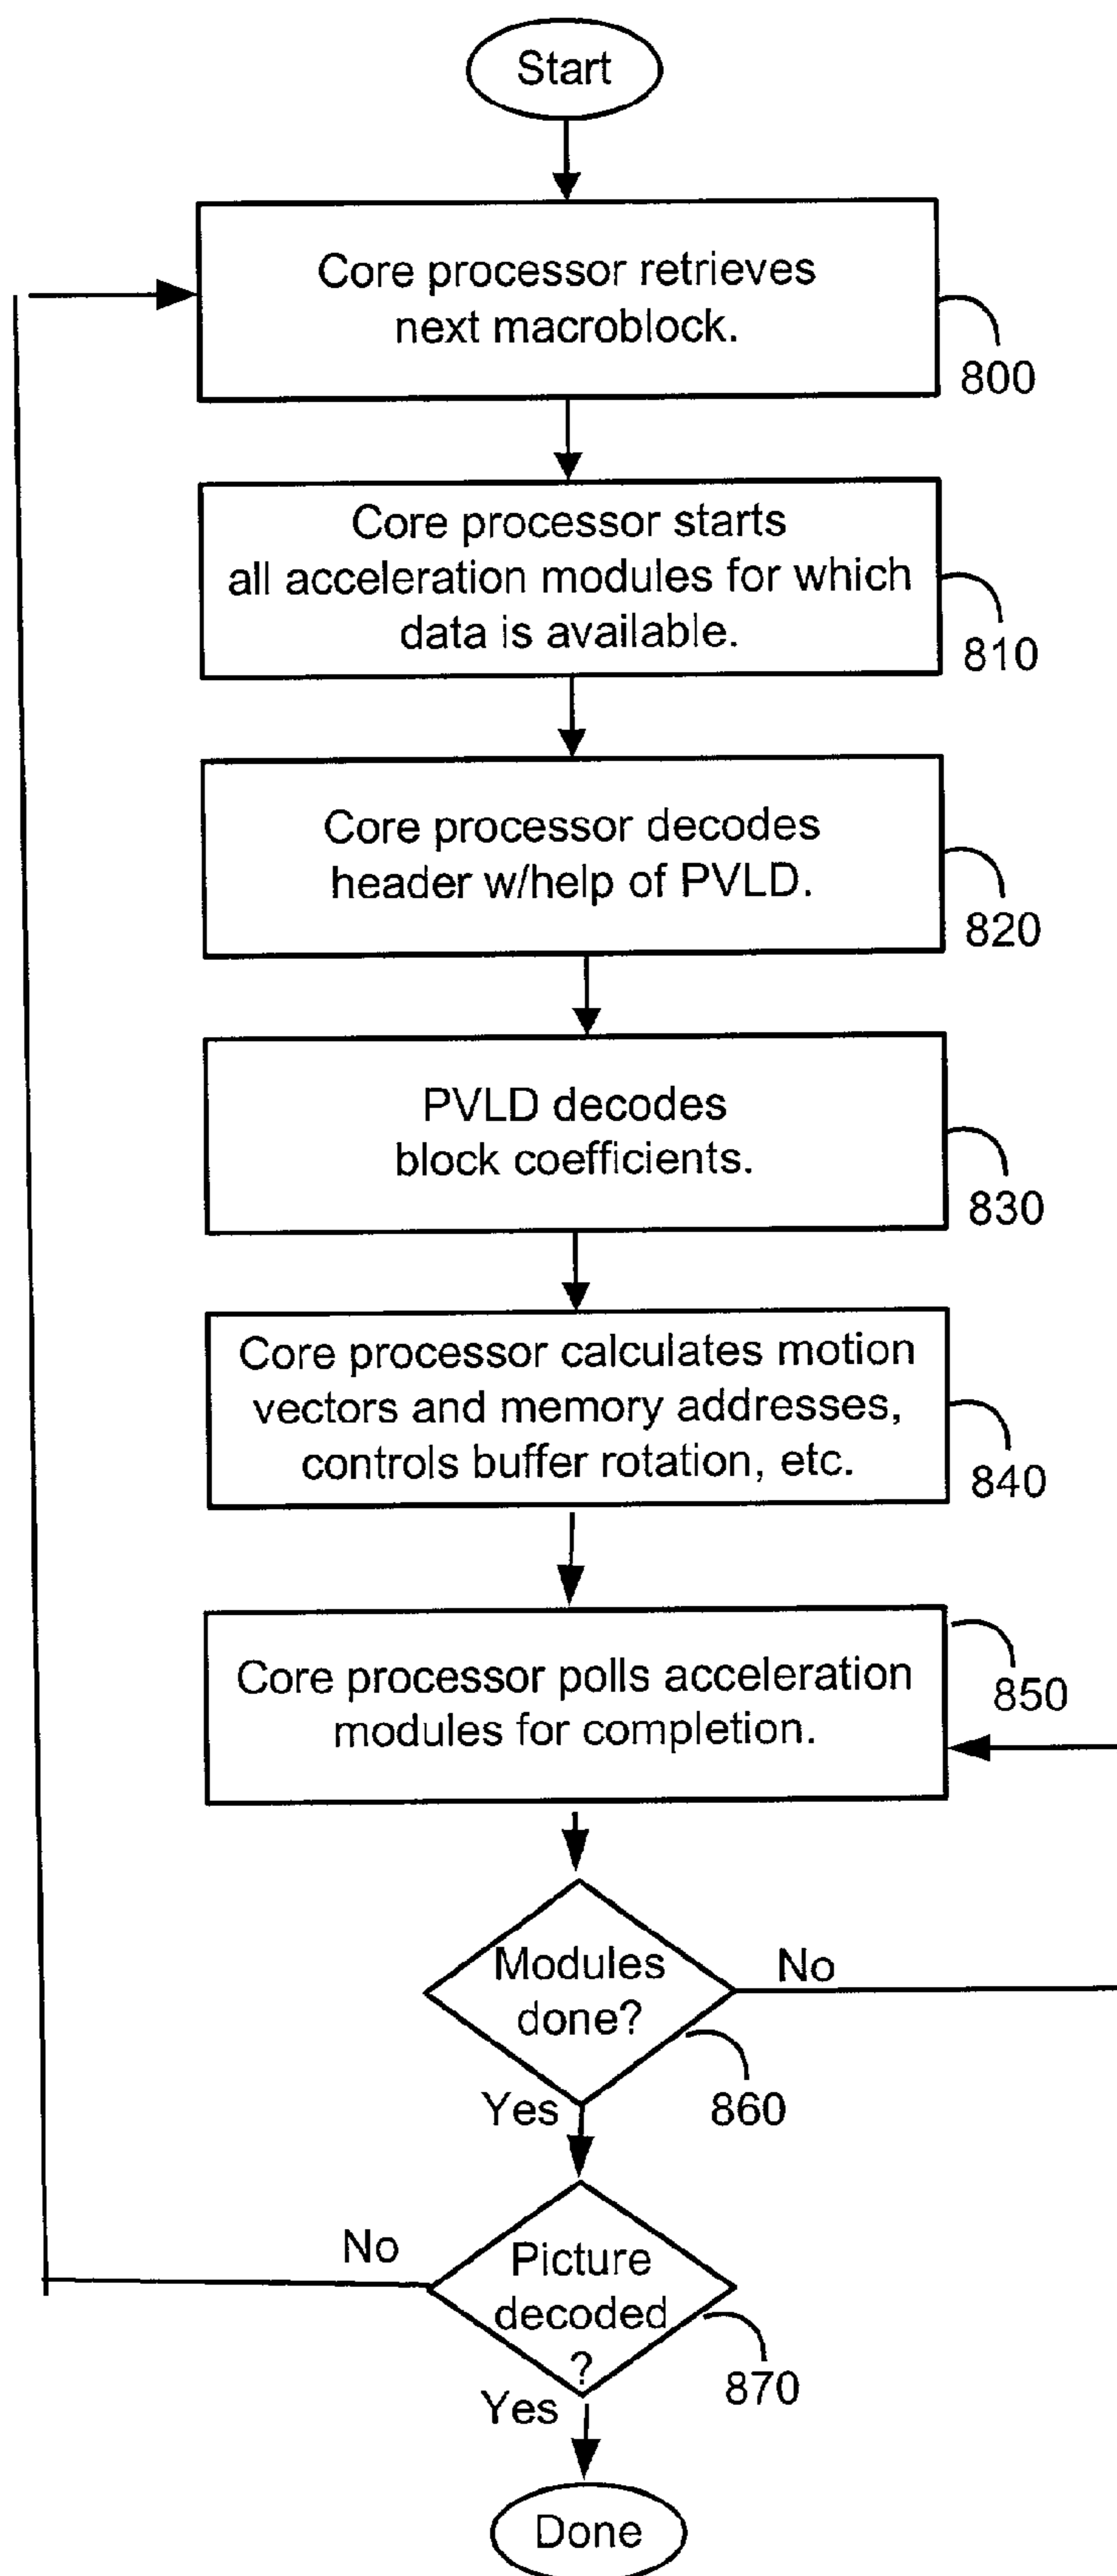 Start
Core processor retrieves
next macroblock.
800
Core processor starts
all acceleration modules for which
data is available.
810
Core processor decodes
header w/help of PVLD.
820
PVLD decodes
block coefficients.
830
Core processor calculates motion
vectors and memory addresses,
controls buffer rotation, etc.
840
Core processor polls acceleration
modules for completion.
850
Modules
done?
No
860
Yes
Picture
decoded
?
No
870
Yes
Done